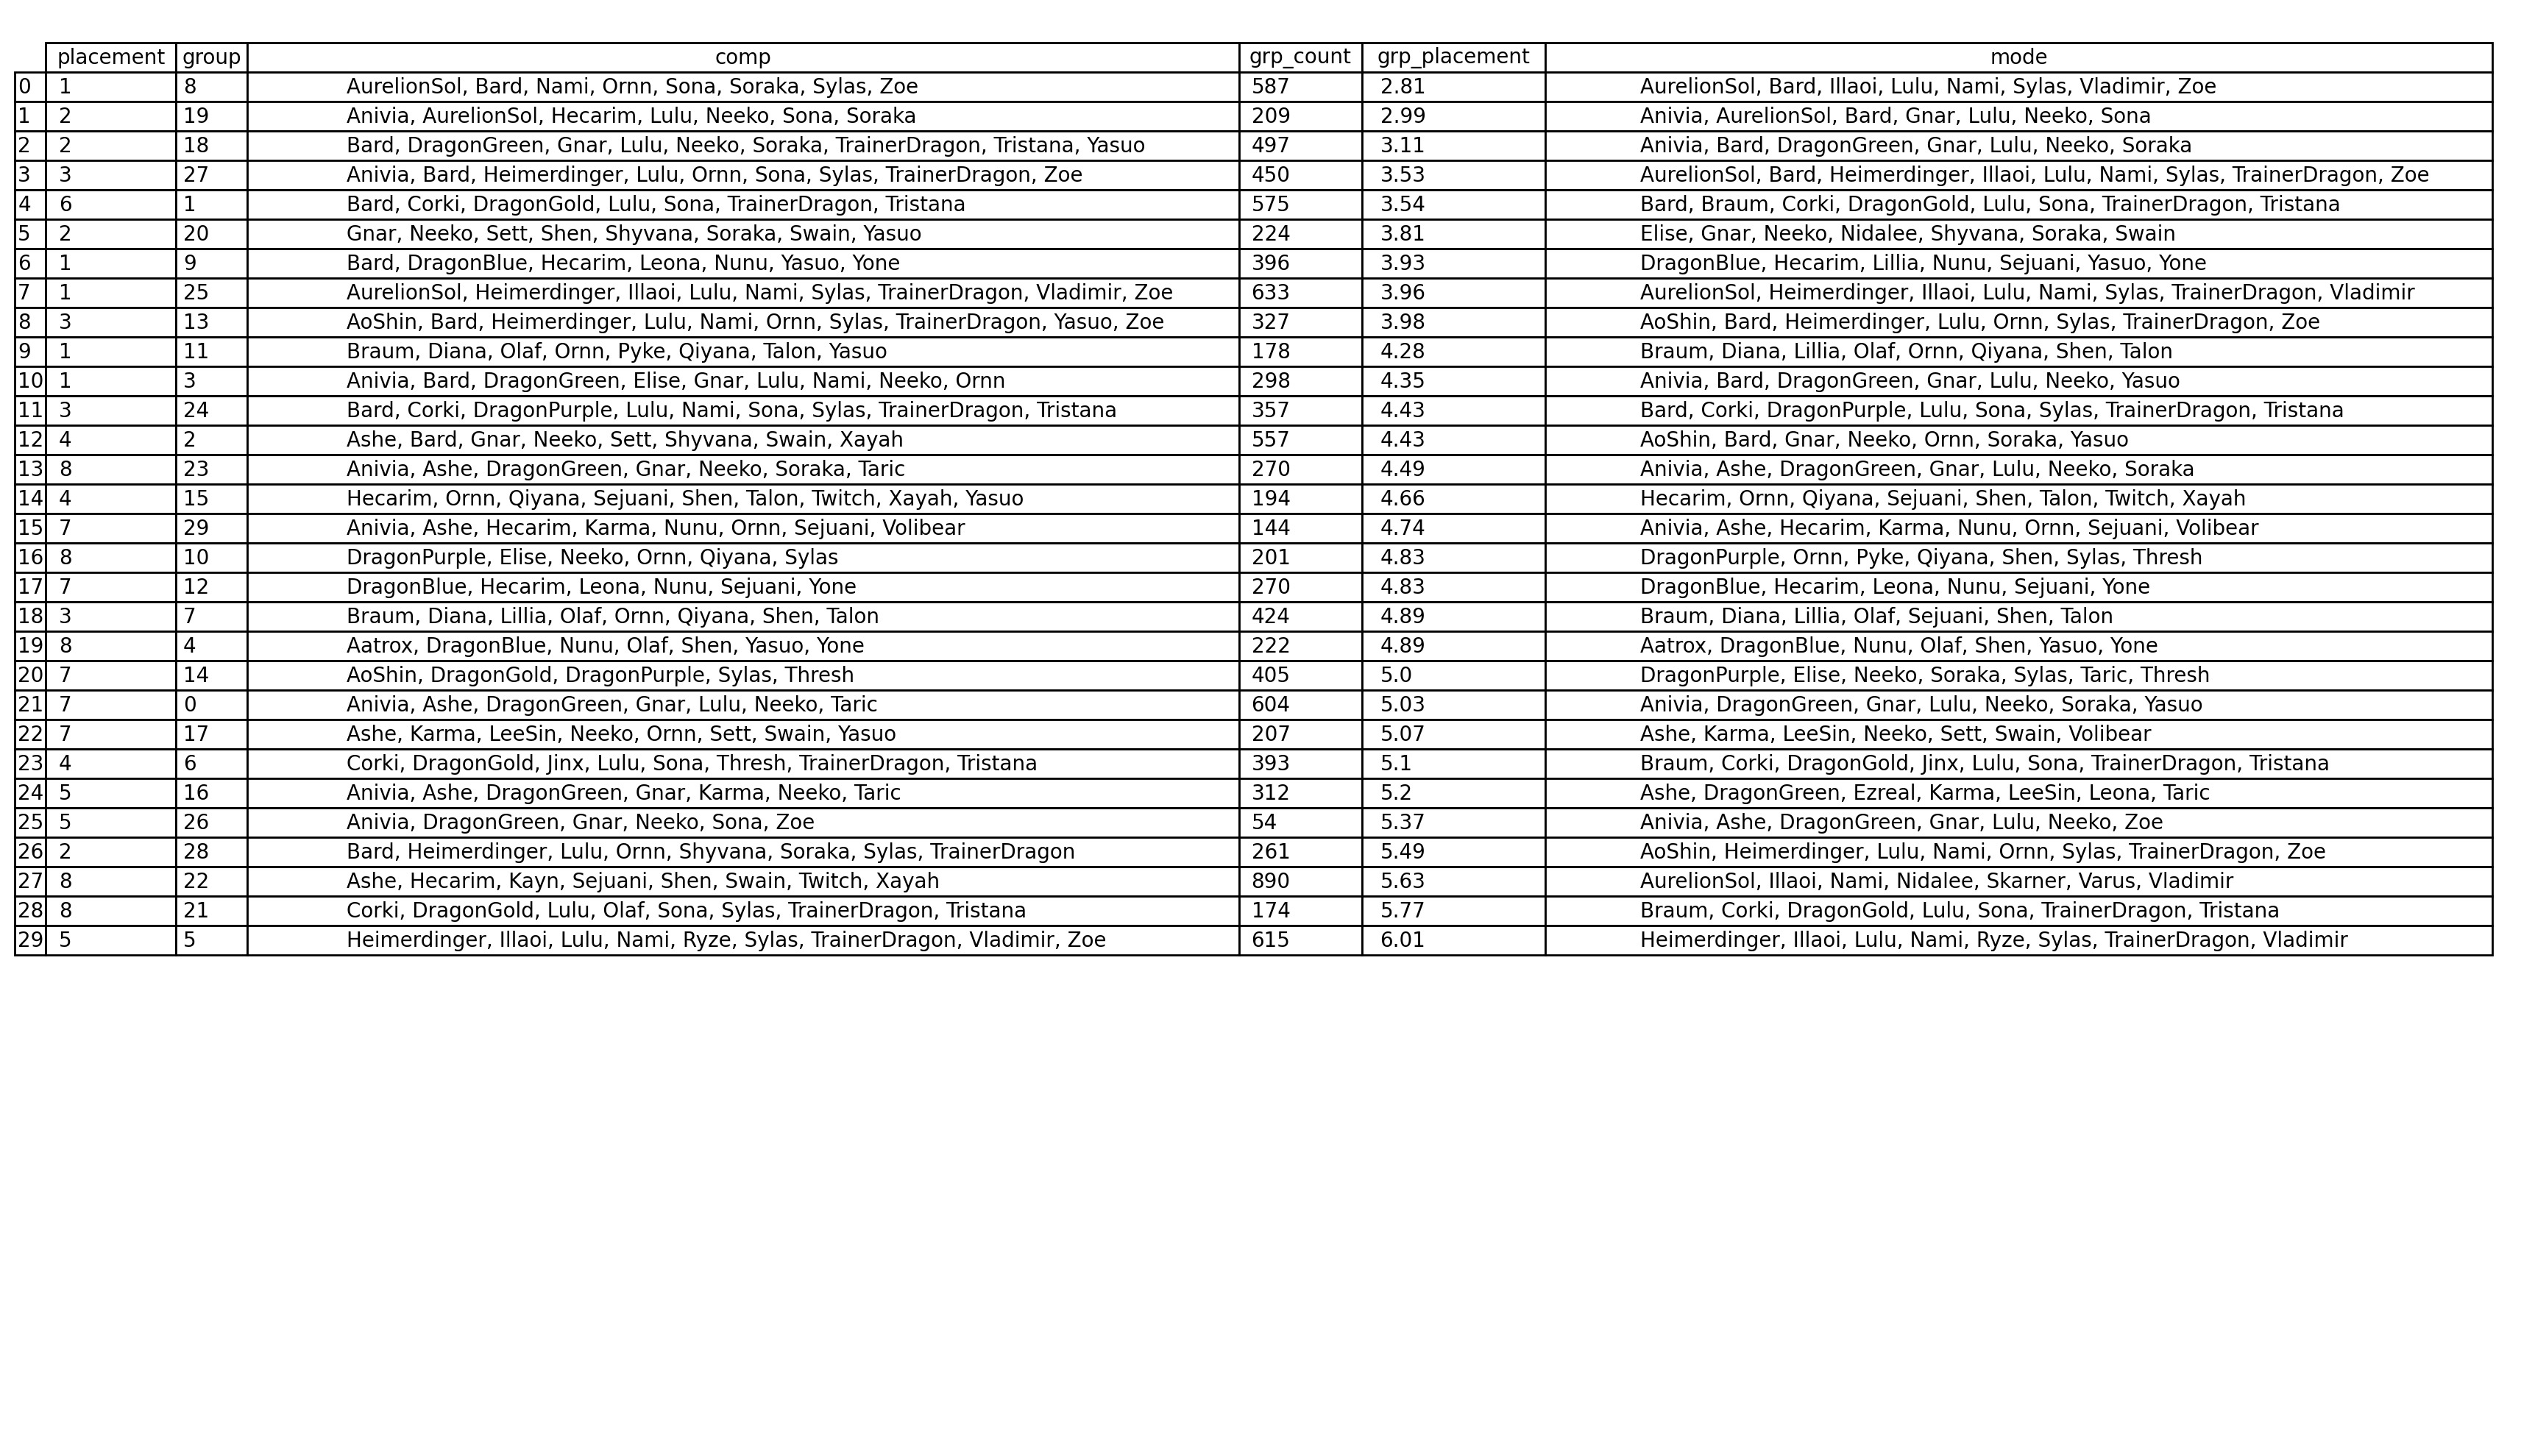 placement group comp grp_count grp_placement mode
0 1 8 AurelionSol, Bard, Nami, Ornn, Sona, Soraka, Sylas, Zoe 587 2.81 AurelionSol, Bard, Illaoi, Lulu, Nami, Sylas, Vladimir, Zoe
1 2 19 Anivia, AurelionSol, Hecarim, Lulu, Neeko, Sona, Soraka 209 2.99 Anivia, AurelionSol, Bard, Gnar, Lulu, Neeko, Sona
2 2 18 Bard, DragonGreen, Gnar, Lulu, Neeko, Soraka, TrainerDragon, Tristana, Yasuo 497 3.11 Anivia, Bard, DragonGreen, Gnar, Lulu, Neeko, Soraka
3 3 27 Anivia, Bard, Heimerdinger, Lulu, Ornn, Sona, Sylas, TrainerDragon, Zoe 450 3.53 AurelionSol, Bard, Heimerdinger, Illaoi, Lulu, Nami, Sylas, TrainerDragon, Zoe
4 6 1 Bard, Corki, DragonGold, Lulu, Sona, TrainerDragon, Tristana 575 3.54 Bard, Braum, Corki, DragonGold, Lulu, Sona, TrainerDragon, Tristana
5 2 20 Gnar, Neeko, Sett, Shen, Shyvana, Soraka, Swain, Yasuo 224 3.81 Elise, Gnar, Neeko, Nidalee, Shyvana, Soraka, Swain
6 1 9 Bard, DragonBlue, Hecarim, Leona, Nunu, Yasuo, Yone 396 3.93 DragonBlue, Hecarim, Lillia, Nunu, Sejuani, Yasuo, Yone
7 1 25 AurelionSol, Heimerdinger, Illaoi, Lulu, Nami, Sylas, TrainerDragon, Vladimir, Zoe 633 3.96 AurelionSol, Heimerdinger, Illaoi, Lulu, Nami, Sylas, TrainerDragon, Vladimir
8 3 13 AoShin, Bard, Heimerdinger, Lulu, Nami, Ornn, Sylas, TrainerDragon, Yasuo, Zoe 327 3.98 AoShin, Bard, Heimerdinger, Lulu, Ornn, Sylas, TrainerDragon, Zoe
9 1 11 Braum, Diana, Olaf, Ornn, Pyke, Qiyana, Talon, Yasuo 178 4.28 Braum, Diana, Lillia, Olaf, Ornn, Qiyana, Shen, Talon
10 1 3 Anivia, Bard, DragonGreen, Elise, Gnar, Lulu, Nami, Neeko, Ornn 298 4.35 Anivia, Bard, DragonGreen, Gnar, Lulu, Neeko, Yasuo
11 3 24 Bard, Corki, DragonPurple, Lulu, Nami, Sona, Sylas, TrainerDragon, Tristana 357 4.43 Bard, Corki, DragonPurple, Lulu, Sona, Sylas, TrainerDragon, Tristana
12 4 2 Ashe, Bard, Gnar, Neeko, Sett, Shyvana, Swain, Xayah 557 4.43 AoShin, Bard, Gnar, Neeko, Ornn, Soraka, Yasuo
13 8 23 Anivia, Ashe, DragonGreen, Gnar, Neeko, Soraka, Taric 270 4.49 Anivia, Ashe, DragonGreen, Gnar, Lulu, Neeko, Soraka
14 4 15 Hecarim, Ornn, Qiyana, Sejuani, Shen, Talon, Twitch, Xayah, Yasuo 194 4.66 Hecarim, Ornn, Qiyana, Sejuani, Shen, Talon, Twitch, Xayah
15 7 29 Anivia, Ashe, Hecarim, Karma, Nunu, Ornn, Sejuani, Volibear 144 4.74 Anivia, Ashe, Hecarim, Karma, Nunu, Ornn, Sejuani, Volibear
16 8 10 DragonPurple, Elise, Neeko, Ornn, Qiyana, Sylas 201 4.83 DragonPurple, Ornn, Pyke, Qiyana, Shen, Sylas, Thresh
17 7 12 DragonBlue, Hecarim, Leona, Nunu, Sejuani, Yone 270 4.83 DragonBlue, Hecarim, Leona, Nunu, Sejuani, Yone
18 3 7 Braum, Diana, Lillia, Olaf, Ornn, Qiyana, Shen, Talon 424 4.89 Braum, Diana, Lillia, Olaf, Sejuani, Shen, Talon
19 8 4 Aatrox, DragonBlue, Nunu, Olaf, Shen, Yasuo, Yone 222 4.89 Aatrox, DragonBlue, Nunu, Olaf, Shen, Yasuo, Yone
20 7 14 AoShin, DragonGold, DragonPurple, Sylas, Thresh 405 5.0 DragonPurple, Elise, Neeko, Soraka, Sylas, Taric, Thresh
21 7 0 Anivia, Ashe, DragonGreen, Gnar, Lulu, Neeko, Taric 604 5.03 Anivia, DragonGreen, Gnar, Lulu, Neeko, Soraka, Yasuo
22 7 17 Ashe, Karma, LeeSin, Neeko, Ornn, Sett, Swain, Yasuo 207 5.07 Ashe, Karma, LeeSin, Neeko, Sett, Swain, Volibear
23 4 6 Corki, DragonGold, Jinx, Lulu, Sona, Thresh, TrainerDragon, Tristana 393 5.1 Braum, Corki, DragonGold, Jinx, Lulu, Sona, TrainerDragon, Tristana
24 5 16 Anivia, Ashe, DragonGreen, Gnar, Karma, Neeko, Taric 312 5.2 Ashe, DragonGreen, Ezreal, Karma, LeeSin, Leona, Taric
25 5 26 Anivia, DragonGreen, Gnar, Neeko, Sona, Zoe 54 5.37 Anivia, Ashe, DragonGreen, Gnar, Lulu, Neeko, Zoe
26 2 28 Bard, Heimerdinger, Lulu, Ornn, Shyvana, Soraka, Sylas, TrainerDragon 261 5.49 AoShin, Heimerdinger, Lulu, Nami, Ornn, Sylas, TrainerDragon, Zoe
27 8 22 Ashe, Hecarim, Kayn, Sejuani, Shen, Swain, Twitch, Xayah 890 5.63 AurelionSol, Illaoi, Nami, Nidalee, Skarner, Varus, Vladimir
28 8 21 Corki, DragonGold, Lulu, Olaf, Sona, Sylas, TrainerDragon, Tristana 174 5.77 Braum, Corki, DragonGold, Lulu, Sona, TrainerDragon, Tristana
29 5 5 Heimerdinger, Illaoi, Lulu, Nami, Ryze, Sylas, TrainerDragon, Vladimir, Zoe 615 6.01 Heimerdinger, Illaoi, Lulu, Nami, Ryze, Sylas, TrainerDragon, Vladimir